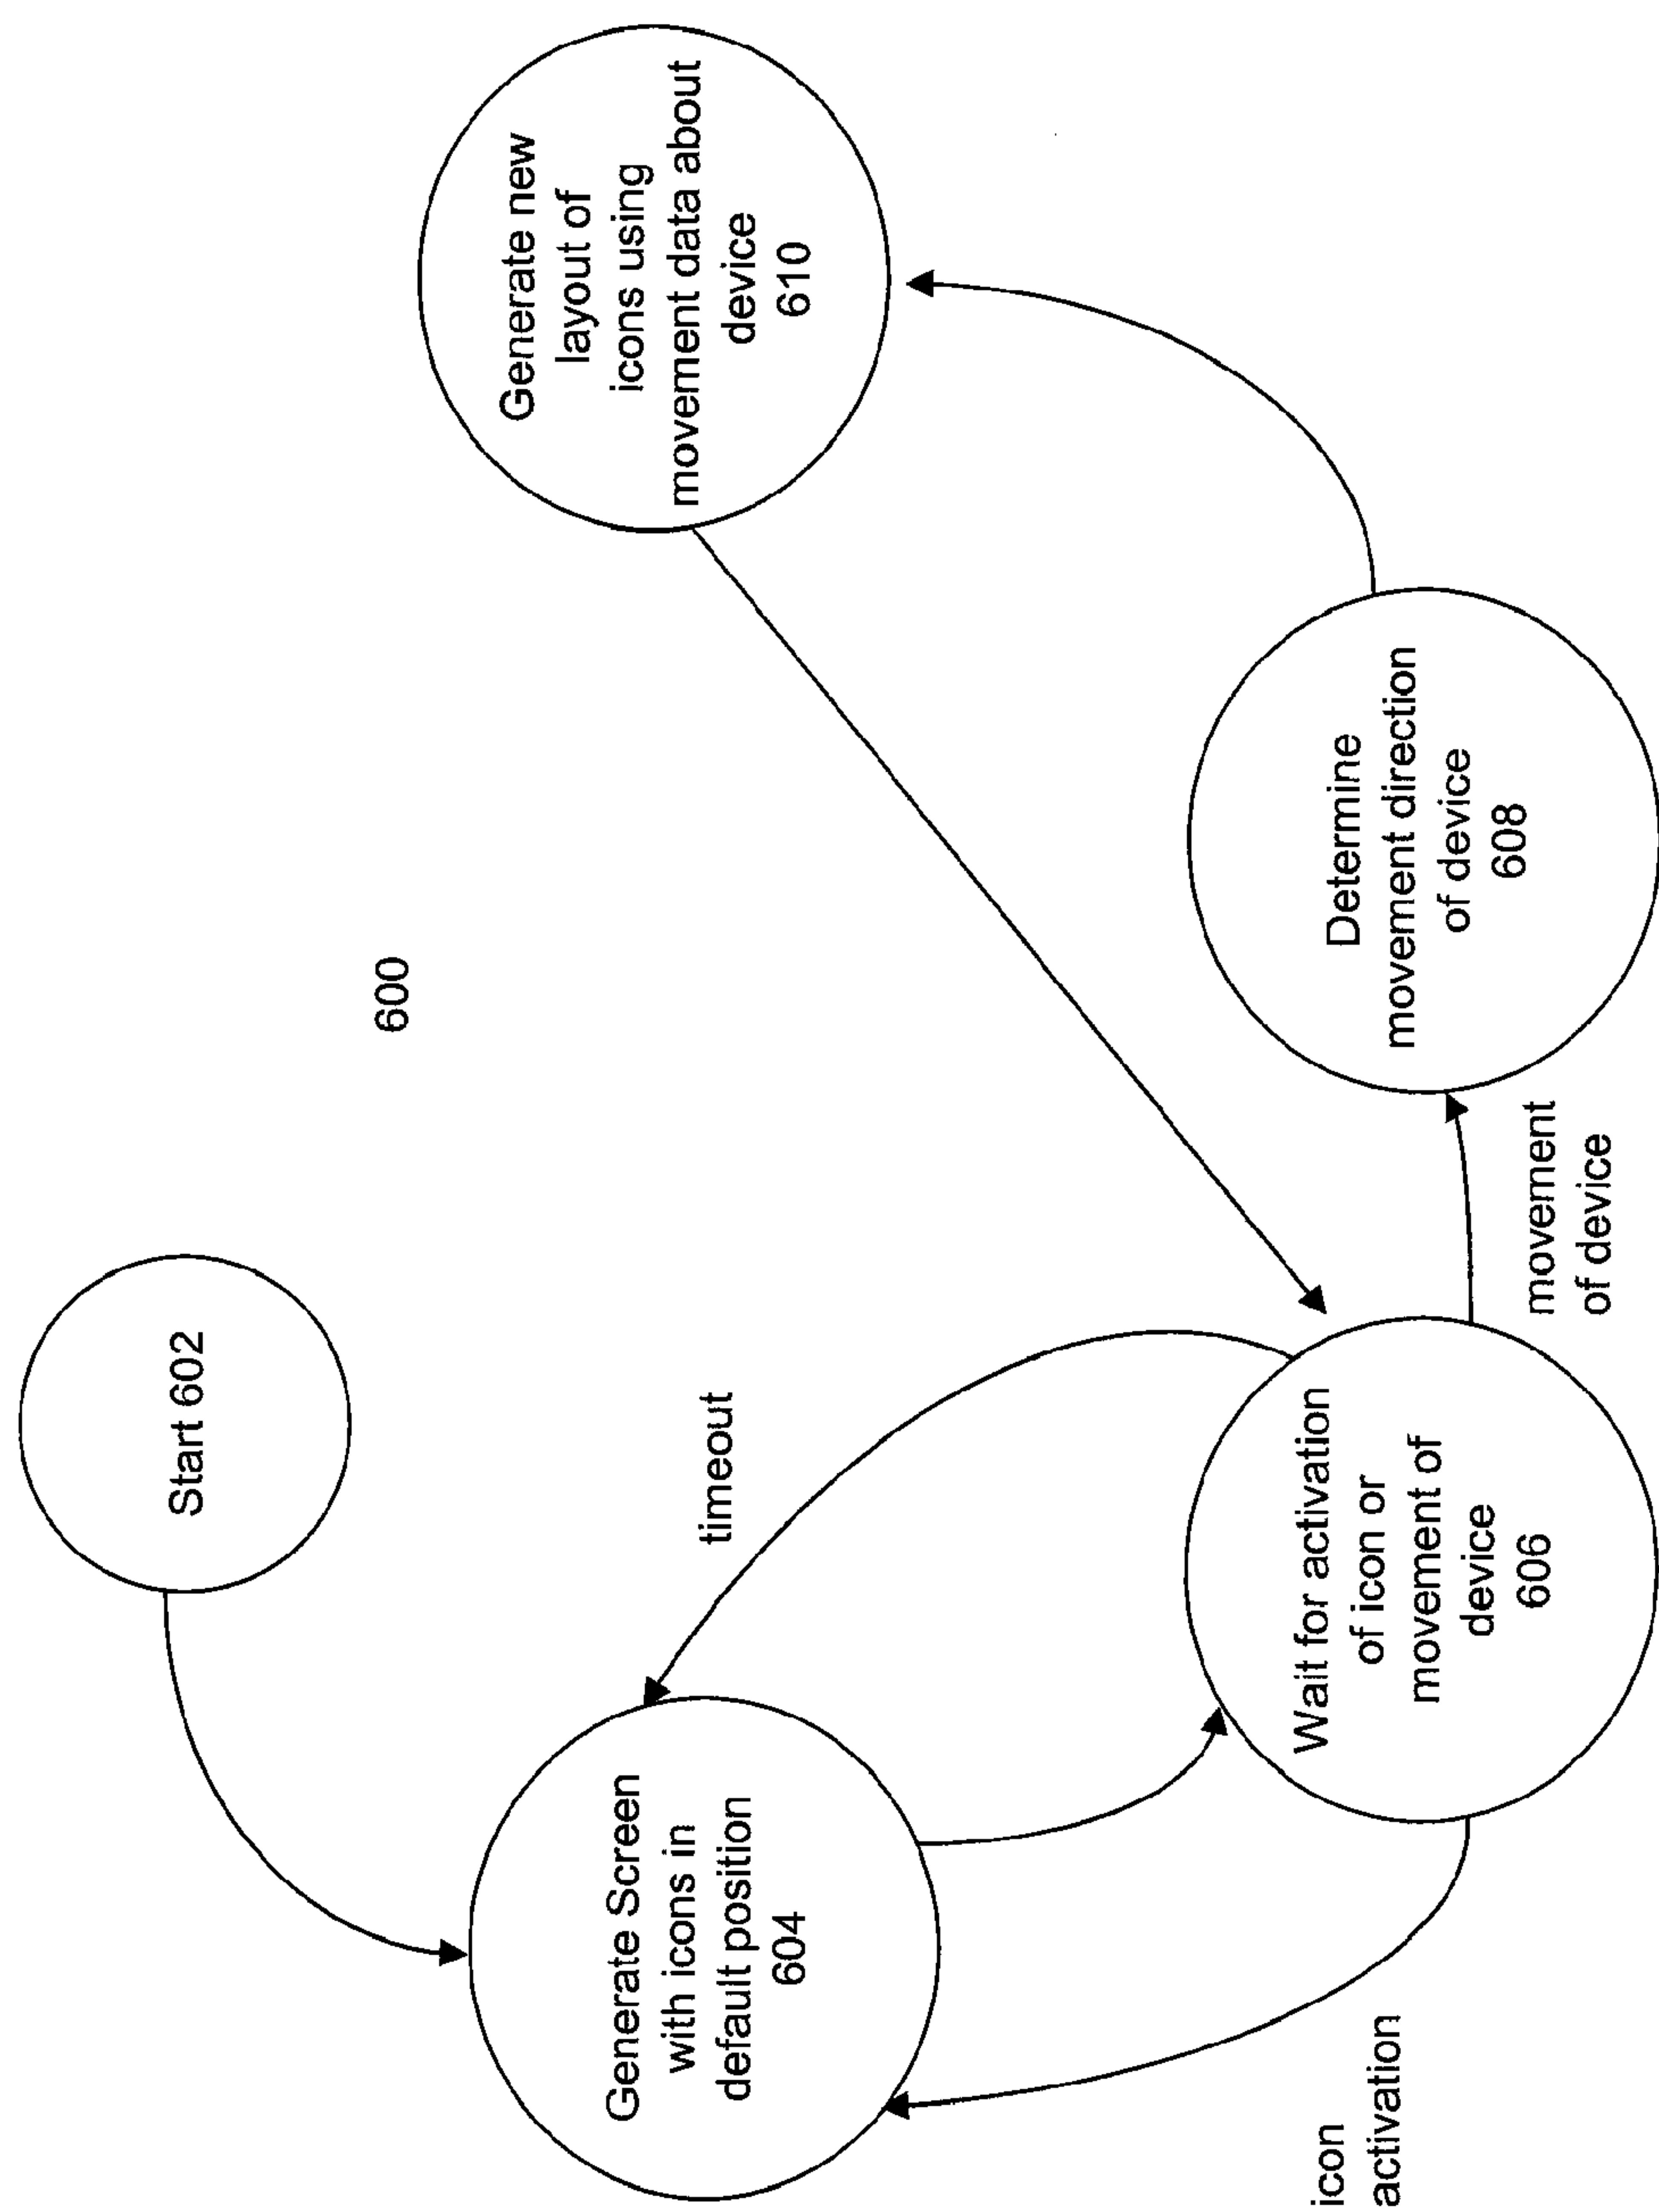 600
Start 602
Generate Screen
with icons in
default position
604
timeout
icon
activation
Wait for activation
of icon or
movement of
device
606
movement
of device
Determine
movement direction
of device
608
Generate new
layout of
icons using
movement data about
device
610